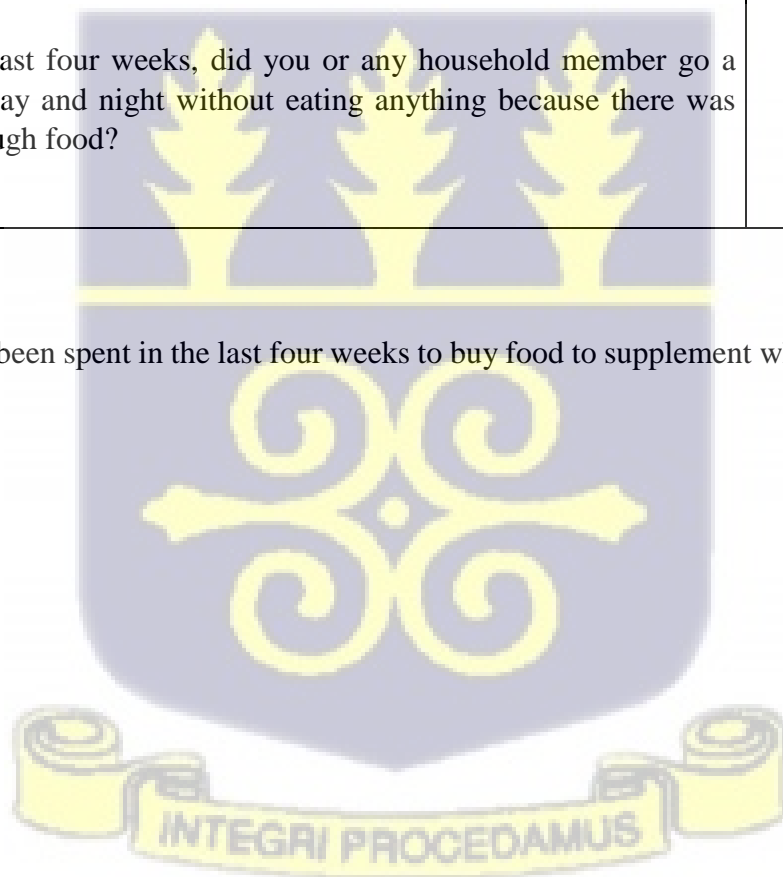 ast four weeks, did you or any household member go a
ay and night without eating anything because there was
ugh food?
been spent in the last four weeks to buy food to supplement w
INTEGRI PROCEDAMUS